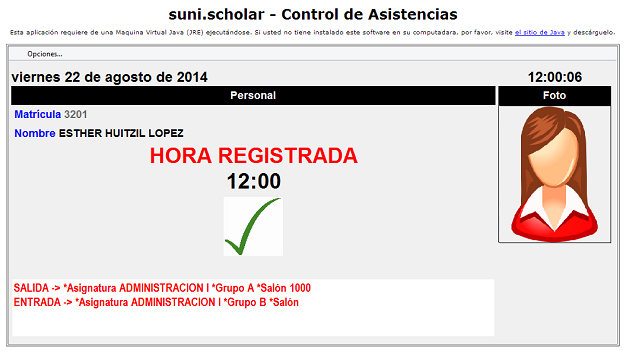 suni.scholar - Control de Asistencias
Esta aplicación requiere de una Maquina Virtual Java (JRE) ejecutándose. Si usted no tiene instalado este software en su computadara, por favor, visite el sitio de Java y descárguelo.
Opciones...
viernes 22 de agosto de 2014 12:00:06
Personal Foto
Matrícula 3201
Nombre ESTHER HUITZIL LOPEZ
HORA REGISTRADA
12:00
SALIDA -> *Asignatura ADMINISTRACION I *Grupo A *Salón 1000
ENTRADA -> *Asignatura ADMINISTRACION I *Grupo B *Salón